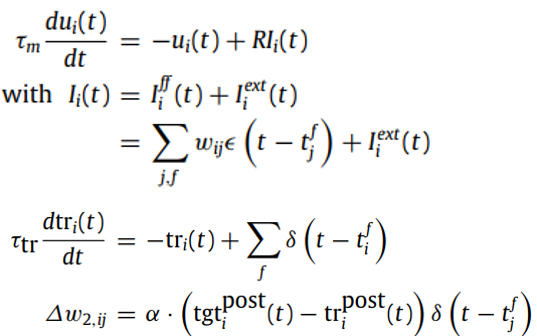 τ_m du_i(t)/dt = −u_i(t) + RI_i(t)
with I_i(t) = I_i^ff(t) + I_i^ext(t)
= ∑_{j,f} w_ij ϵ (t − t_j^f) + I_i^ext(t)
τ_tr dtr_i(t)/dt = −tr_i(t) + ∑_f δ (t − t_i^f)
Δw_{2,ij} = α · (tgt_i^post(t) − tr_i^post(t)) δ (t − t_j^f)